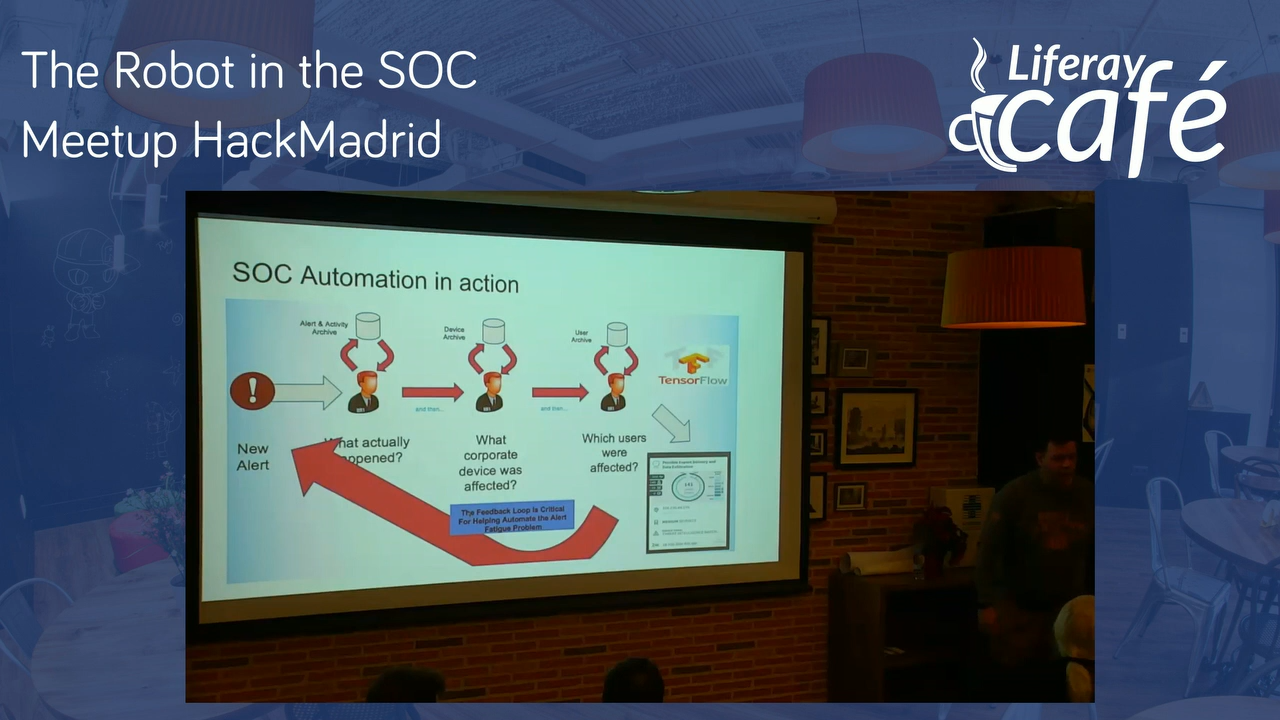 The Robot in the SOC
Meetup HackMadrid
Liferay
café
SOC Automation in action
Alert & Activity
Archive
Device
Archive
User
Archive
TensorFlow
and then...
and then...
New
Alert
What actually
happened?
What
corporate
device was
affected?
Which users
were
affected?
The Feedback Loop Is Critical
For Helping Automate the Alert
Fatigue Problem